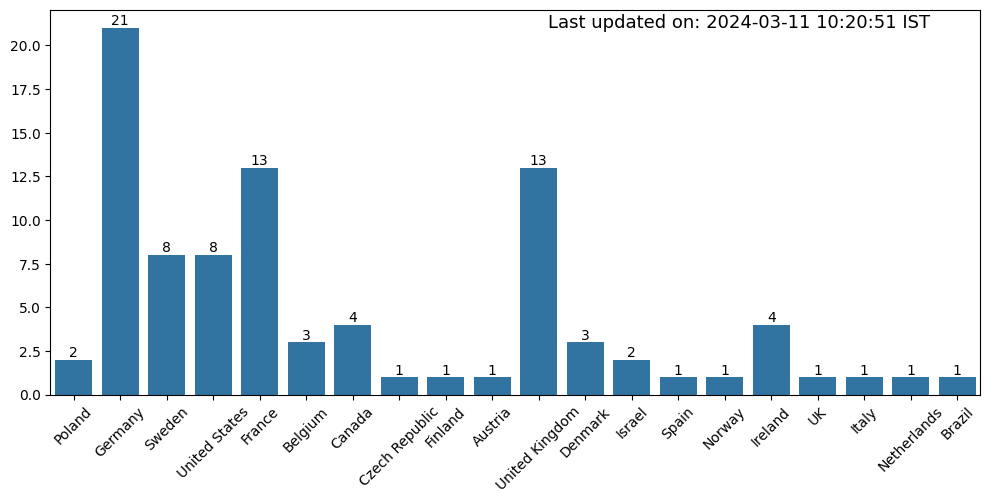 Last updated on: 2024-03-11 10:20:51 IST
20.0
17.5
15.0
12.5
10.0
7.5
5.0
2.5
0.0
2
21
8
8
13
3
4
1
1
1
13
3
2
1
1
4
1
1
1
1
Poland
Germany
Sweden
United States
France
Belgium
Canada
Czech Republic
Finland
Austria
United Kingdom
Denmark
Israel
Spain
Norway
Ireland
UK
Italy
Netherlands
Brazil